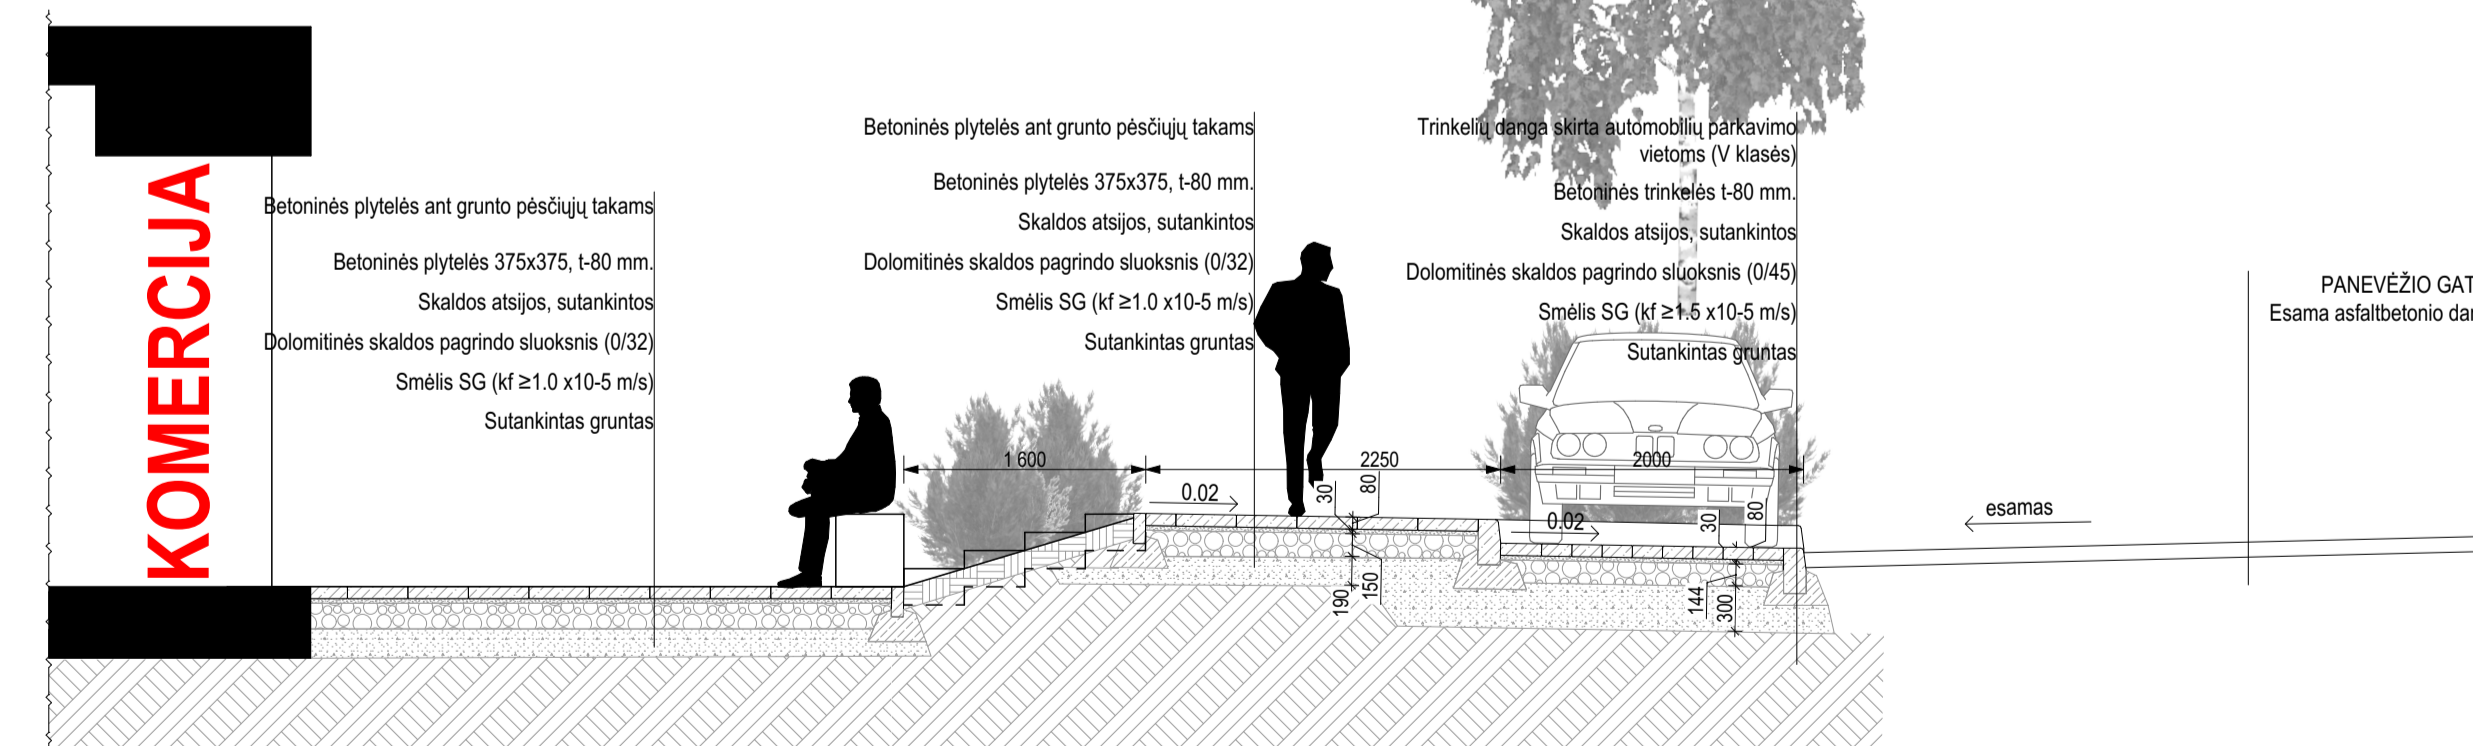 KOMERCIJA
Betoninės plytelės ant grunto pėsčiųjų takams
Betoninės plytelės 375x375, t-80 mm.
Skaldos atsijos, sutankintos
Dolomitinės skaldos pagrindo sluoksnis (0/32)
Smėlis SG (kf ≥1.0 x10-5 m/s)
Sutankintas gruntas
Betoninės plytelės ant grunto pėsčiųjų takams
Betoninės plytelės 375x375, t-80 mm.
Skaldos atsijos, sutankintos
Dolomitinės skaldos pagrindo sluoksnis (0/32)
Smėlis SG (kf ≥1.0 x10-5 m/s)
Sutankintas gruntas
Trinkelių danga skirta automobilių parkavimo
vietoms (V klasės)
Betoninės trinkelės t-80 mm.
Skaldos atsijos, sutankintos
Dolomitinės skaldos pagrindo sluoksnis (0/45)
Smėlis SG (kf ≥1.5 x10-5 m/s)
Sutankintas gruntas
PANEVĖŽIO GAT
Esama asfaltbetonio dan
1 600
2250
2000
0.02
30
80
0.02
30
80
esamas
190
150
144
300